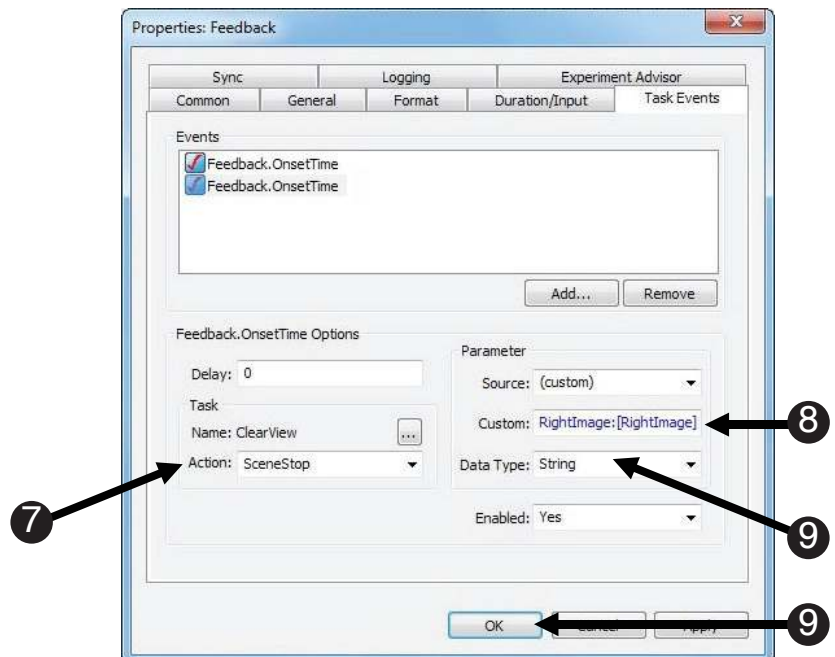 Properties: Feedback
Sync Logging Experiment Advisor
Common General Format Duration/Input Task Events
Events
Feedback.OnsetTime
Feedback.OnsetTime
Add... Remove
Feedback.OnsetTime Options
Delay: 0
Task
Name: ClearView ...
Action: SceneStop
Parameter
Source: (custom)
Custom: RightImage:[RightImage]
Data Type: String
Enabled: Yes
OK Cancel Apply
7
8
9
9